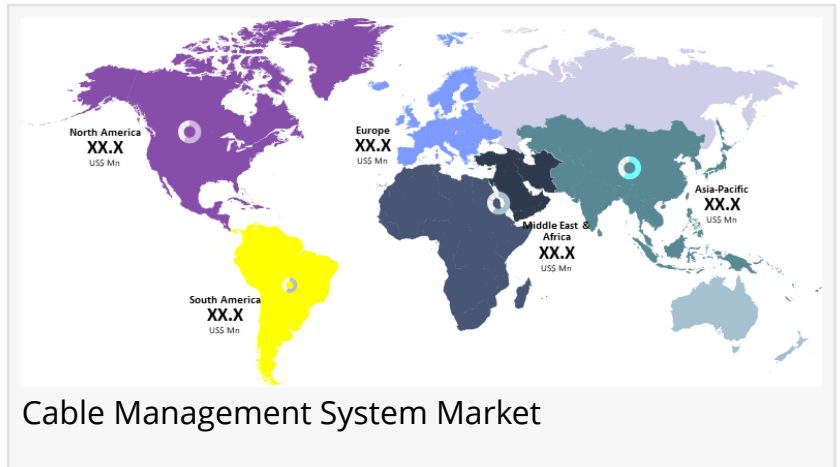 North America
XX.X
US$ Mn
Europe
XX.X
US$ Mn
Asia-Pacific
XX.X
US$ Mn
Middle East &
Africa
XX.X
US$ Mn
South America
XX.X
US$ Mn
Cable Management System Market